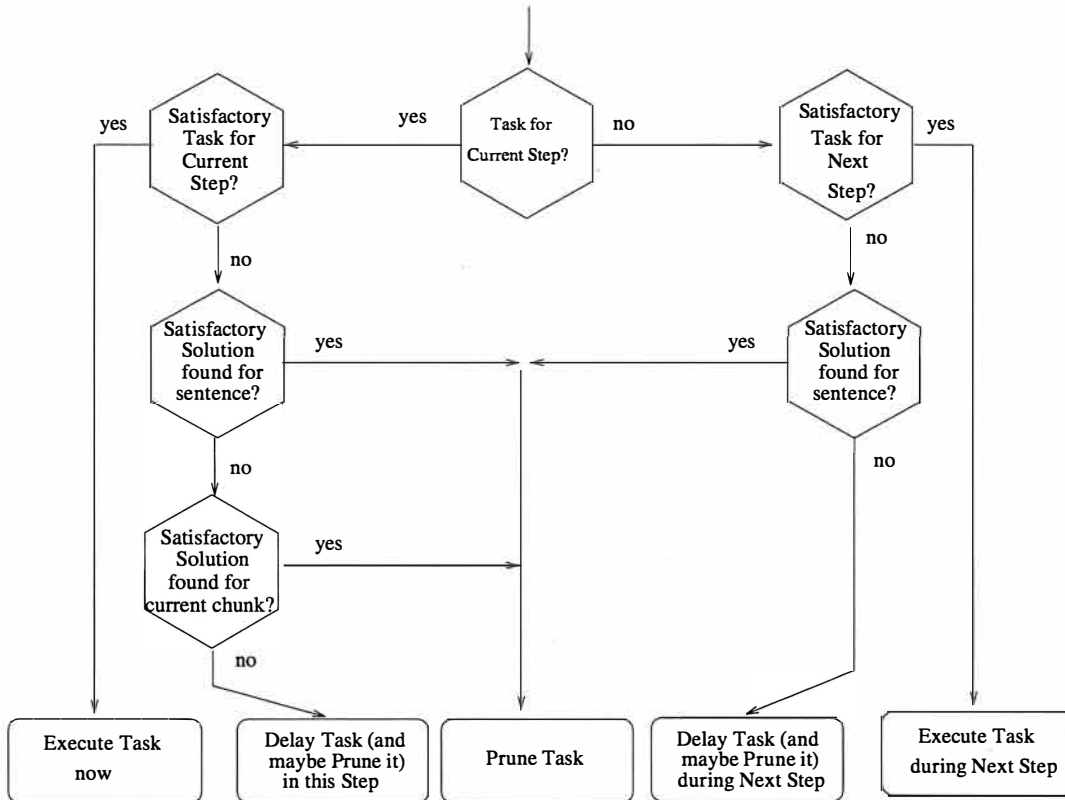 Satisfactory
Task for
Current
Step?
yes
yes
Task for
Current Step?
no
Satisfactory
Task for
Next
Step?
yes
no
no
Satisfactory
Solution
found for
sentence?
yes
yes
Satisfactory
Solution
found for
sentence?
no
no
Satisfactory
Solution
found for
current chunk?
yes
no
Execute Task
now
Delay Task (and
maybe Prune it)
in this Step
Prune Task
Delay Task (and
maybe Prune it)
during Next Step
Execute Task
during Next Step